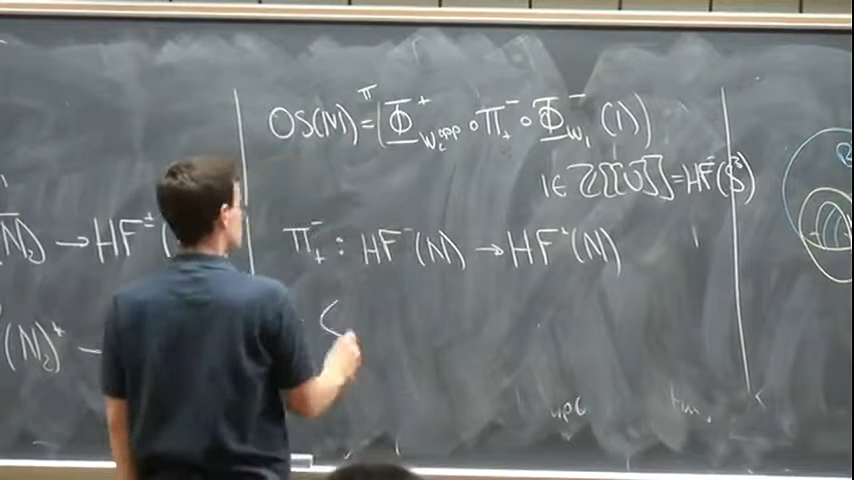 OS(M) = π[Φ⁺_{W₂^{opp}} ∘ Π₊⁻ ∘ Φ⁻_{W₁} (1)]
1 ∈ Z[[U]] = HF⁻(S³)
N₂) → HF^±(
Π₊⁻ : HF⁻(N) → HF⁺(N)
(N₂)⁺ →